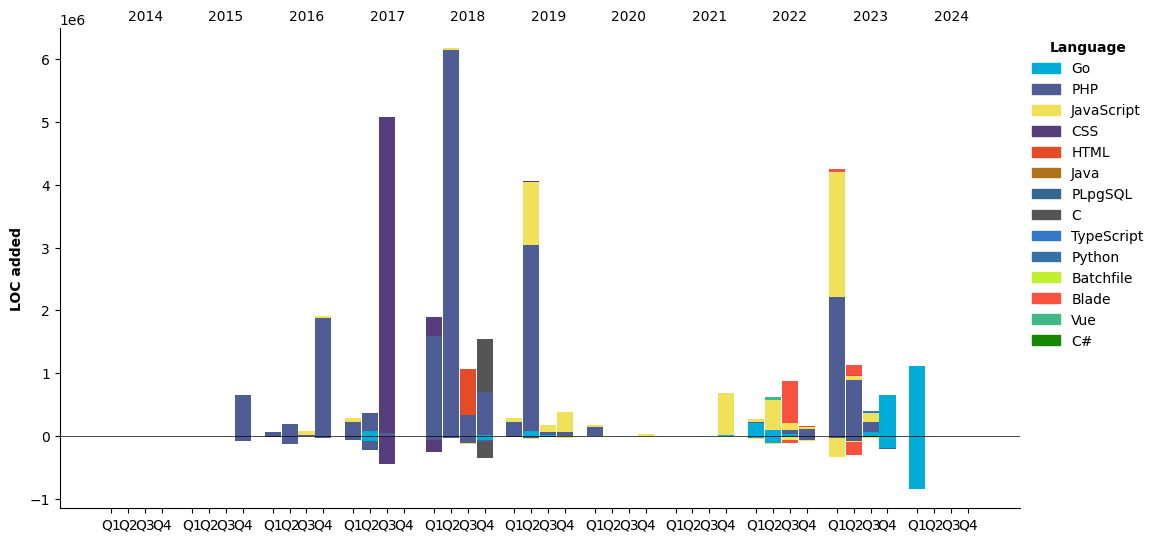 1e6
2014 2015 2016 2017 2018 2019 2020 2021 2022 2023 2024
LOC added
6
5
4
3
2
1
0
−1
Q1Q2Q3Q4 Q1Q2Q3Q4 Q1Q2Q3Q4 Q1Q2Q3Q4 Q1Q2Q3Q4 Q1Q2Q3Q4 Q1Q2Q3Q4 Q1Q2Q3Q4 Q1Q2Q3Q4 Q1Q2Q3Q4 Q1Q2Q3Q4
Language
Go
PHP
JavaScript
CSS
HTML
Java
PLpgSQL
C
TypeScript
Python
Batchfile
Blade
Vue
C#